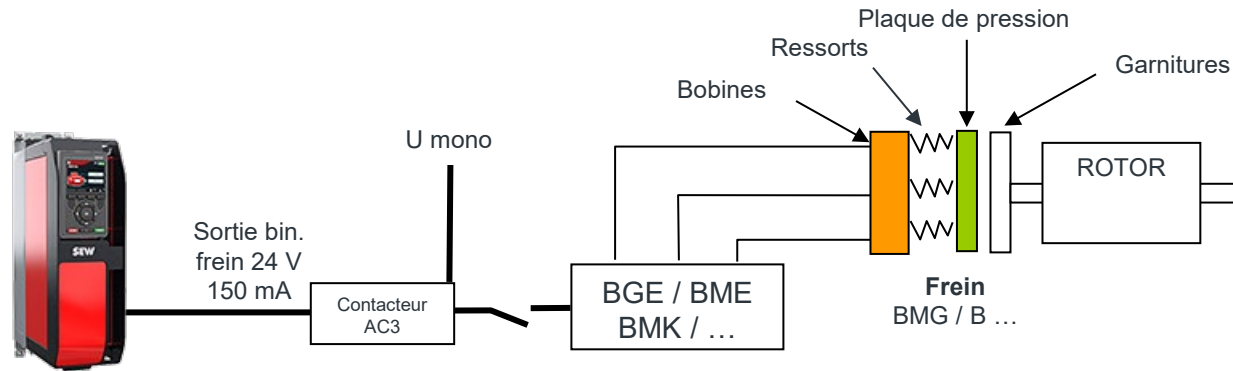 Plaque de pression
Ressorts
Garnitures
Bobines
U mono
ROTOR
Sortie bin.
frein 24 V
150 mA
SEW
Contacteur
AC3
BGE / BME
BMK / ...
Frein
BMG / B ...